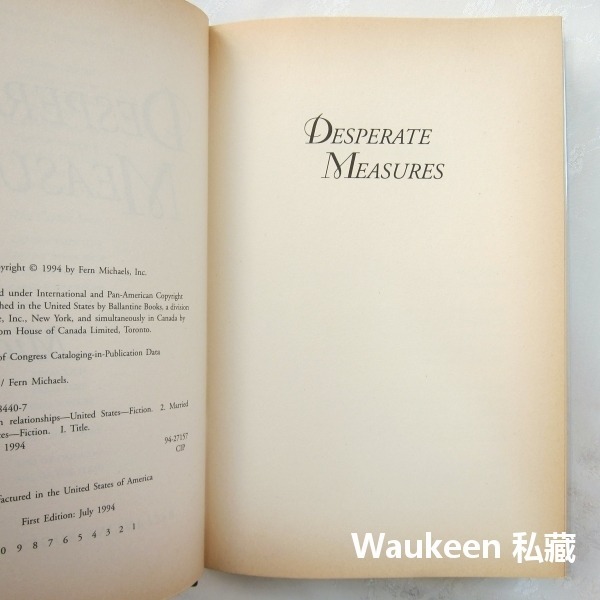 pyright © 1994 by Fern Michaels, Inc.
d under International and Pan-American Copyright
shed in the United States by Ballantine Books, a division
e, Inc., New York, and simultaneously in Canada by
om House of Canada Limited, Toronto.
of Congress Cataloging-in-Publication Data
/ Fern Michaels.
8440-7
n relationships—United States—Fiction. 2. Married
es—Fiction. I. Title.
1994
94-27157
CIP
factured in the United States of America
First Edition: July 1994
0 9 8 7 6 5 4 3 2 1
DESPERATE
MEASURES
Waukeen 私藏